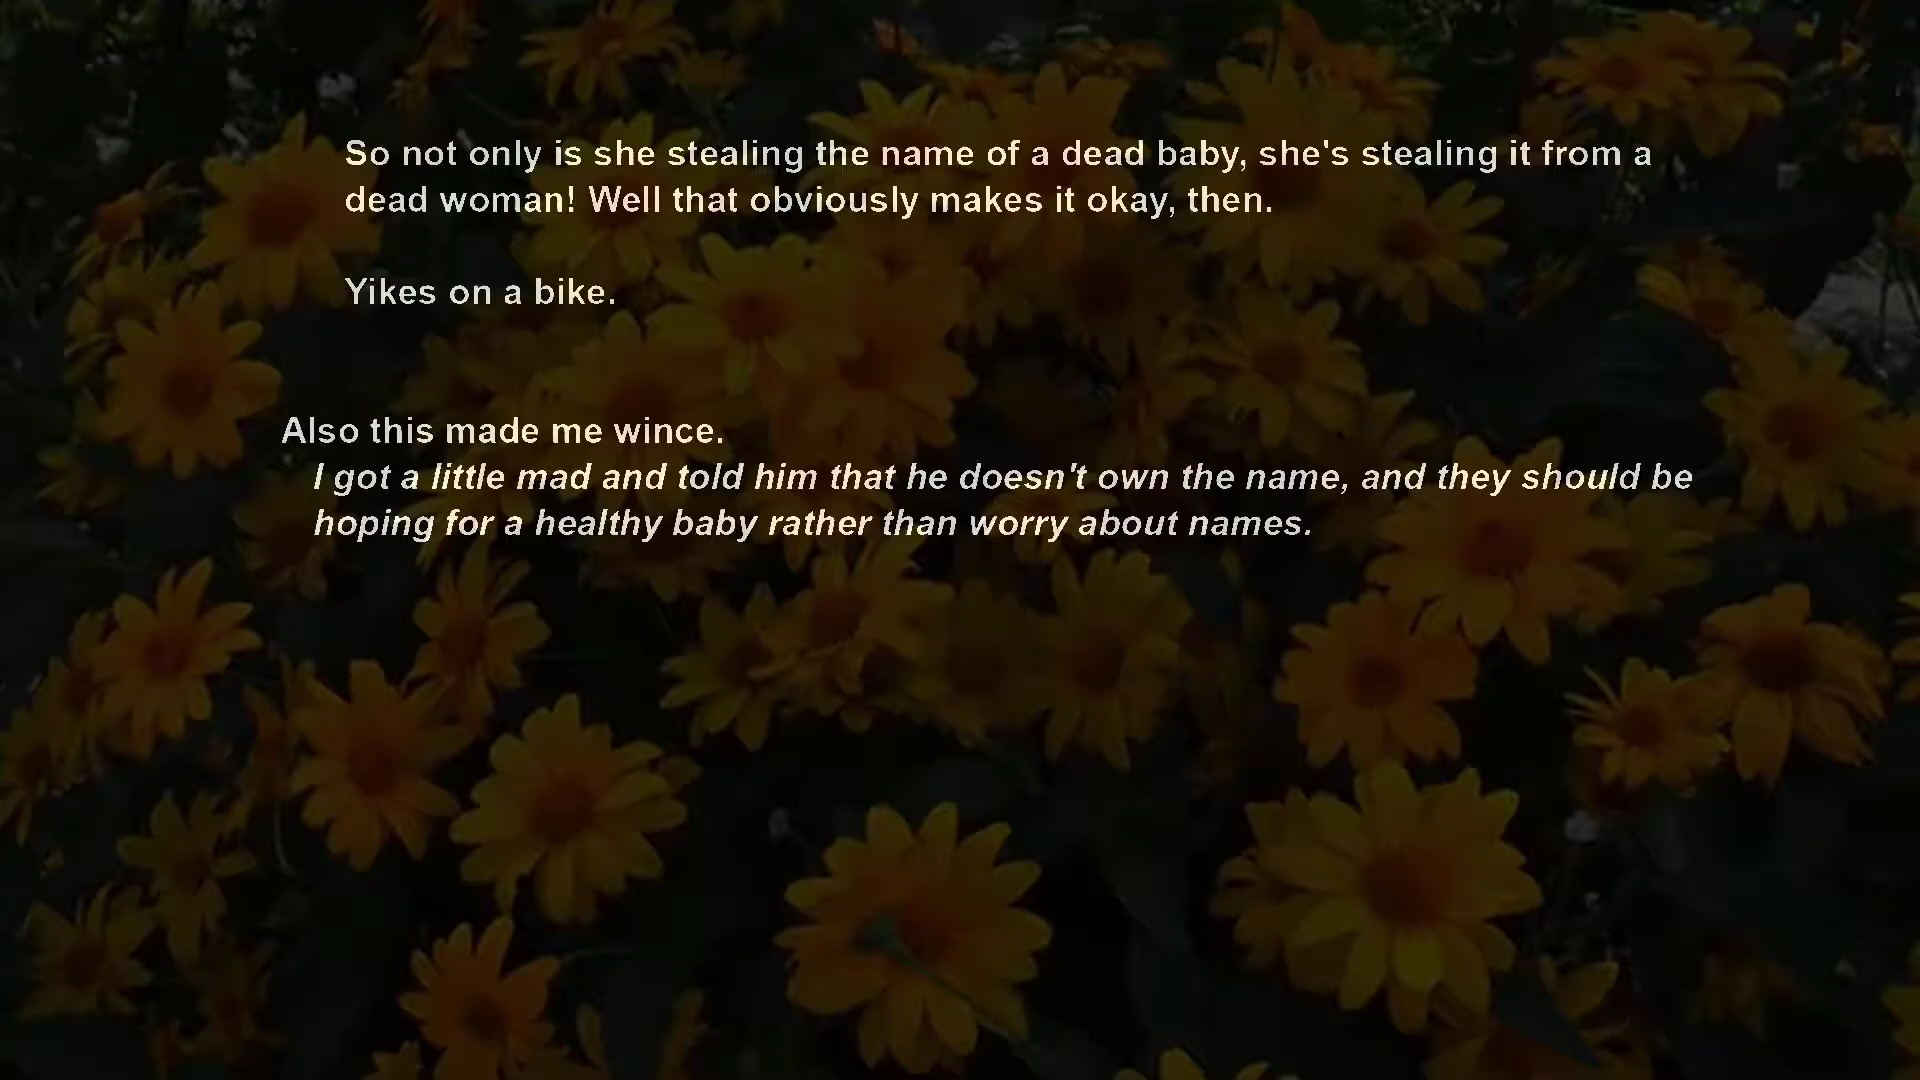 So not only is she stealing the name of a dead baby, she's stealing it from a
dead woman! Well that obviously makes it okay, then.
Yikes on a bike.
Also this made me wince.
I got a little mad and told him that he doesn't own the name, and they should be
hoping for a healthy baby rather than worry about names.